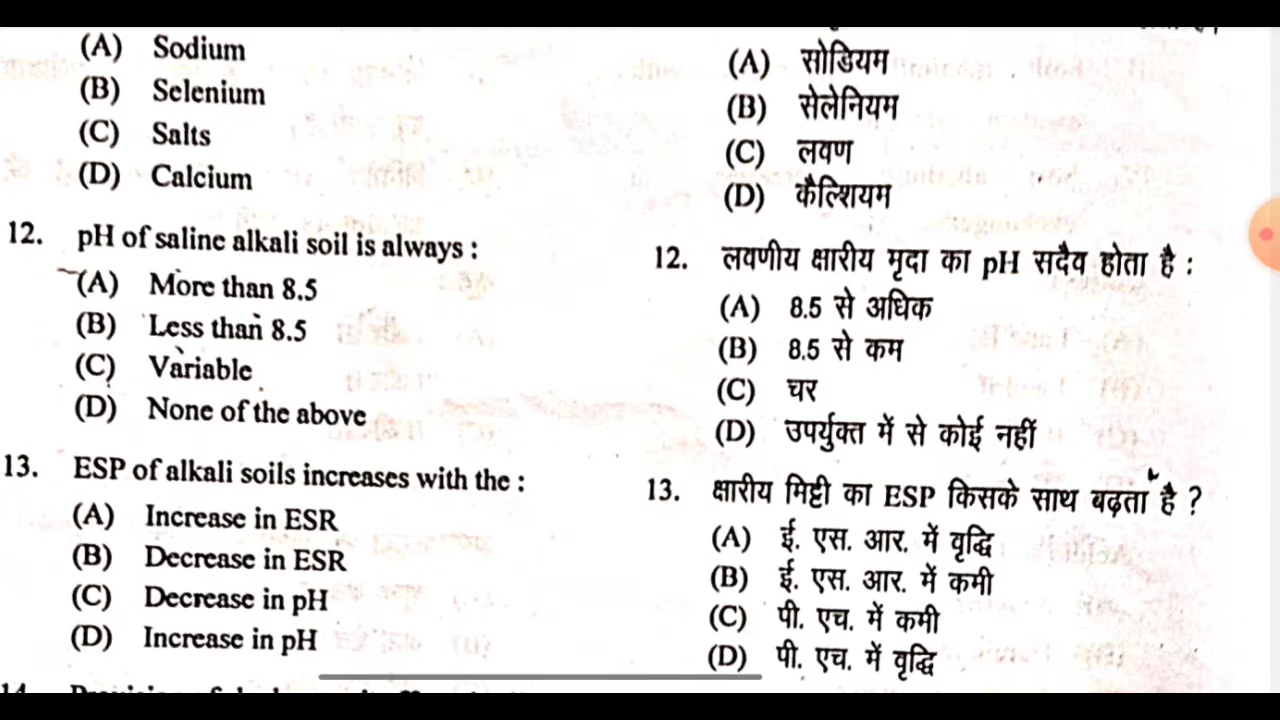 (A) Sodium
(B) Selenium
(C) Salts
(D) Calcium
12. pH of saline alkali soil is always :
(A) More than 8.5
(B) Less than 8.5
(C) Variable
(D) None of the above
13. ESP of alkali soils increases with the :
(A) Increase in ESR
(B) Decrease in ESR
(C) Decrease in pH
(D) Increase in pH
(A) सोडियम
(B) सेलेनियम
(C) लवण
(D) कैल्शियम
12. लवणीय क्षारीय मृदा का pH सदैव होता है :
(A) 8.5 से अधिक
(B) 8.5 से कम
(C) चर
(D) उपर्युक्त में से कोई नहीं
13. क्षारीय मिट्टी का ESP किसके साथ बढ़ता है ?
(A) ई. एस. आर. में वृद्धि
(B) ई. एस. आर. में कमी
(C) पी. एच. में कमी
(D) पी. एच. में वृद्धि